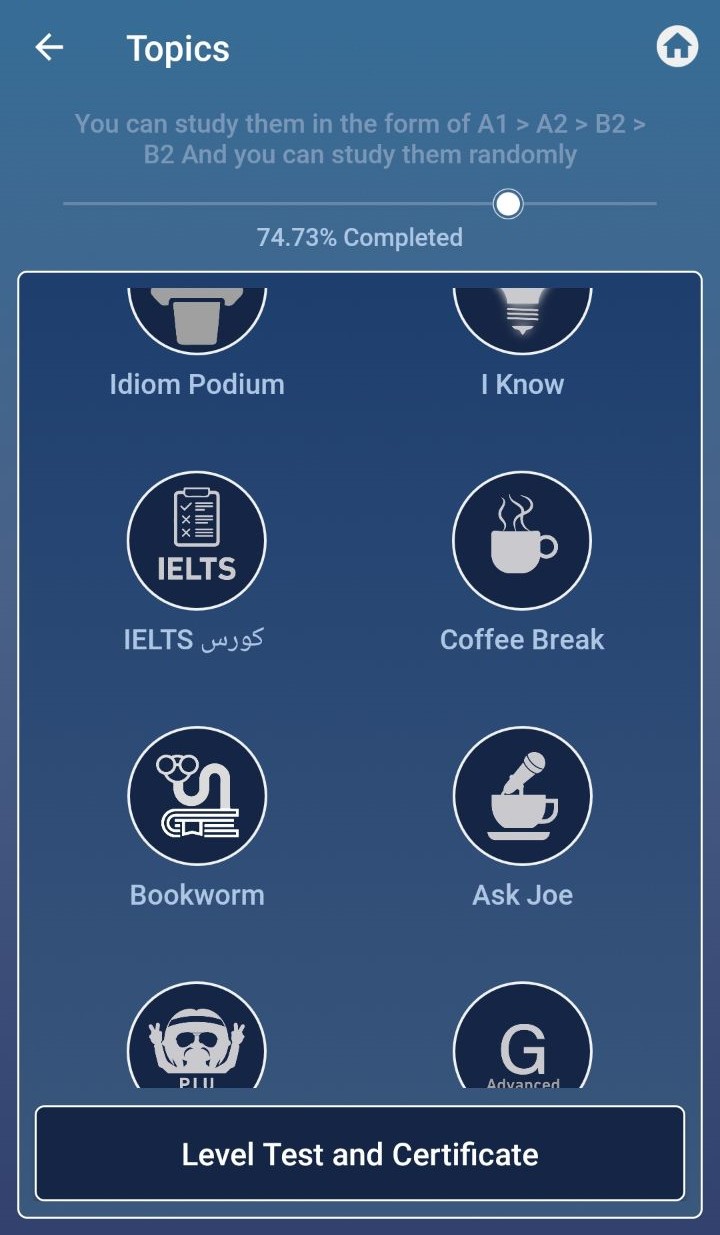 Topics
You can study them in the form of A1 > A2 > B2 >
B2 And you can study them randomly
74.73% Completed
Idiom Podium
I Know
IELTS
IELTS کورس
Coffee Break
Bookworm
Ask Joe
PLU
G
Advanced
Level Test and Certificate